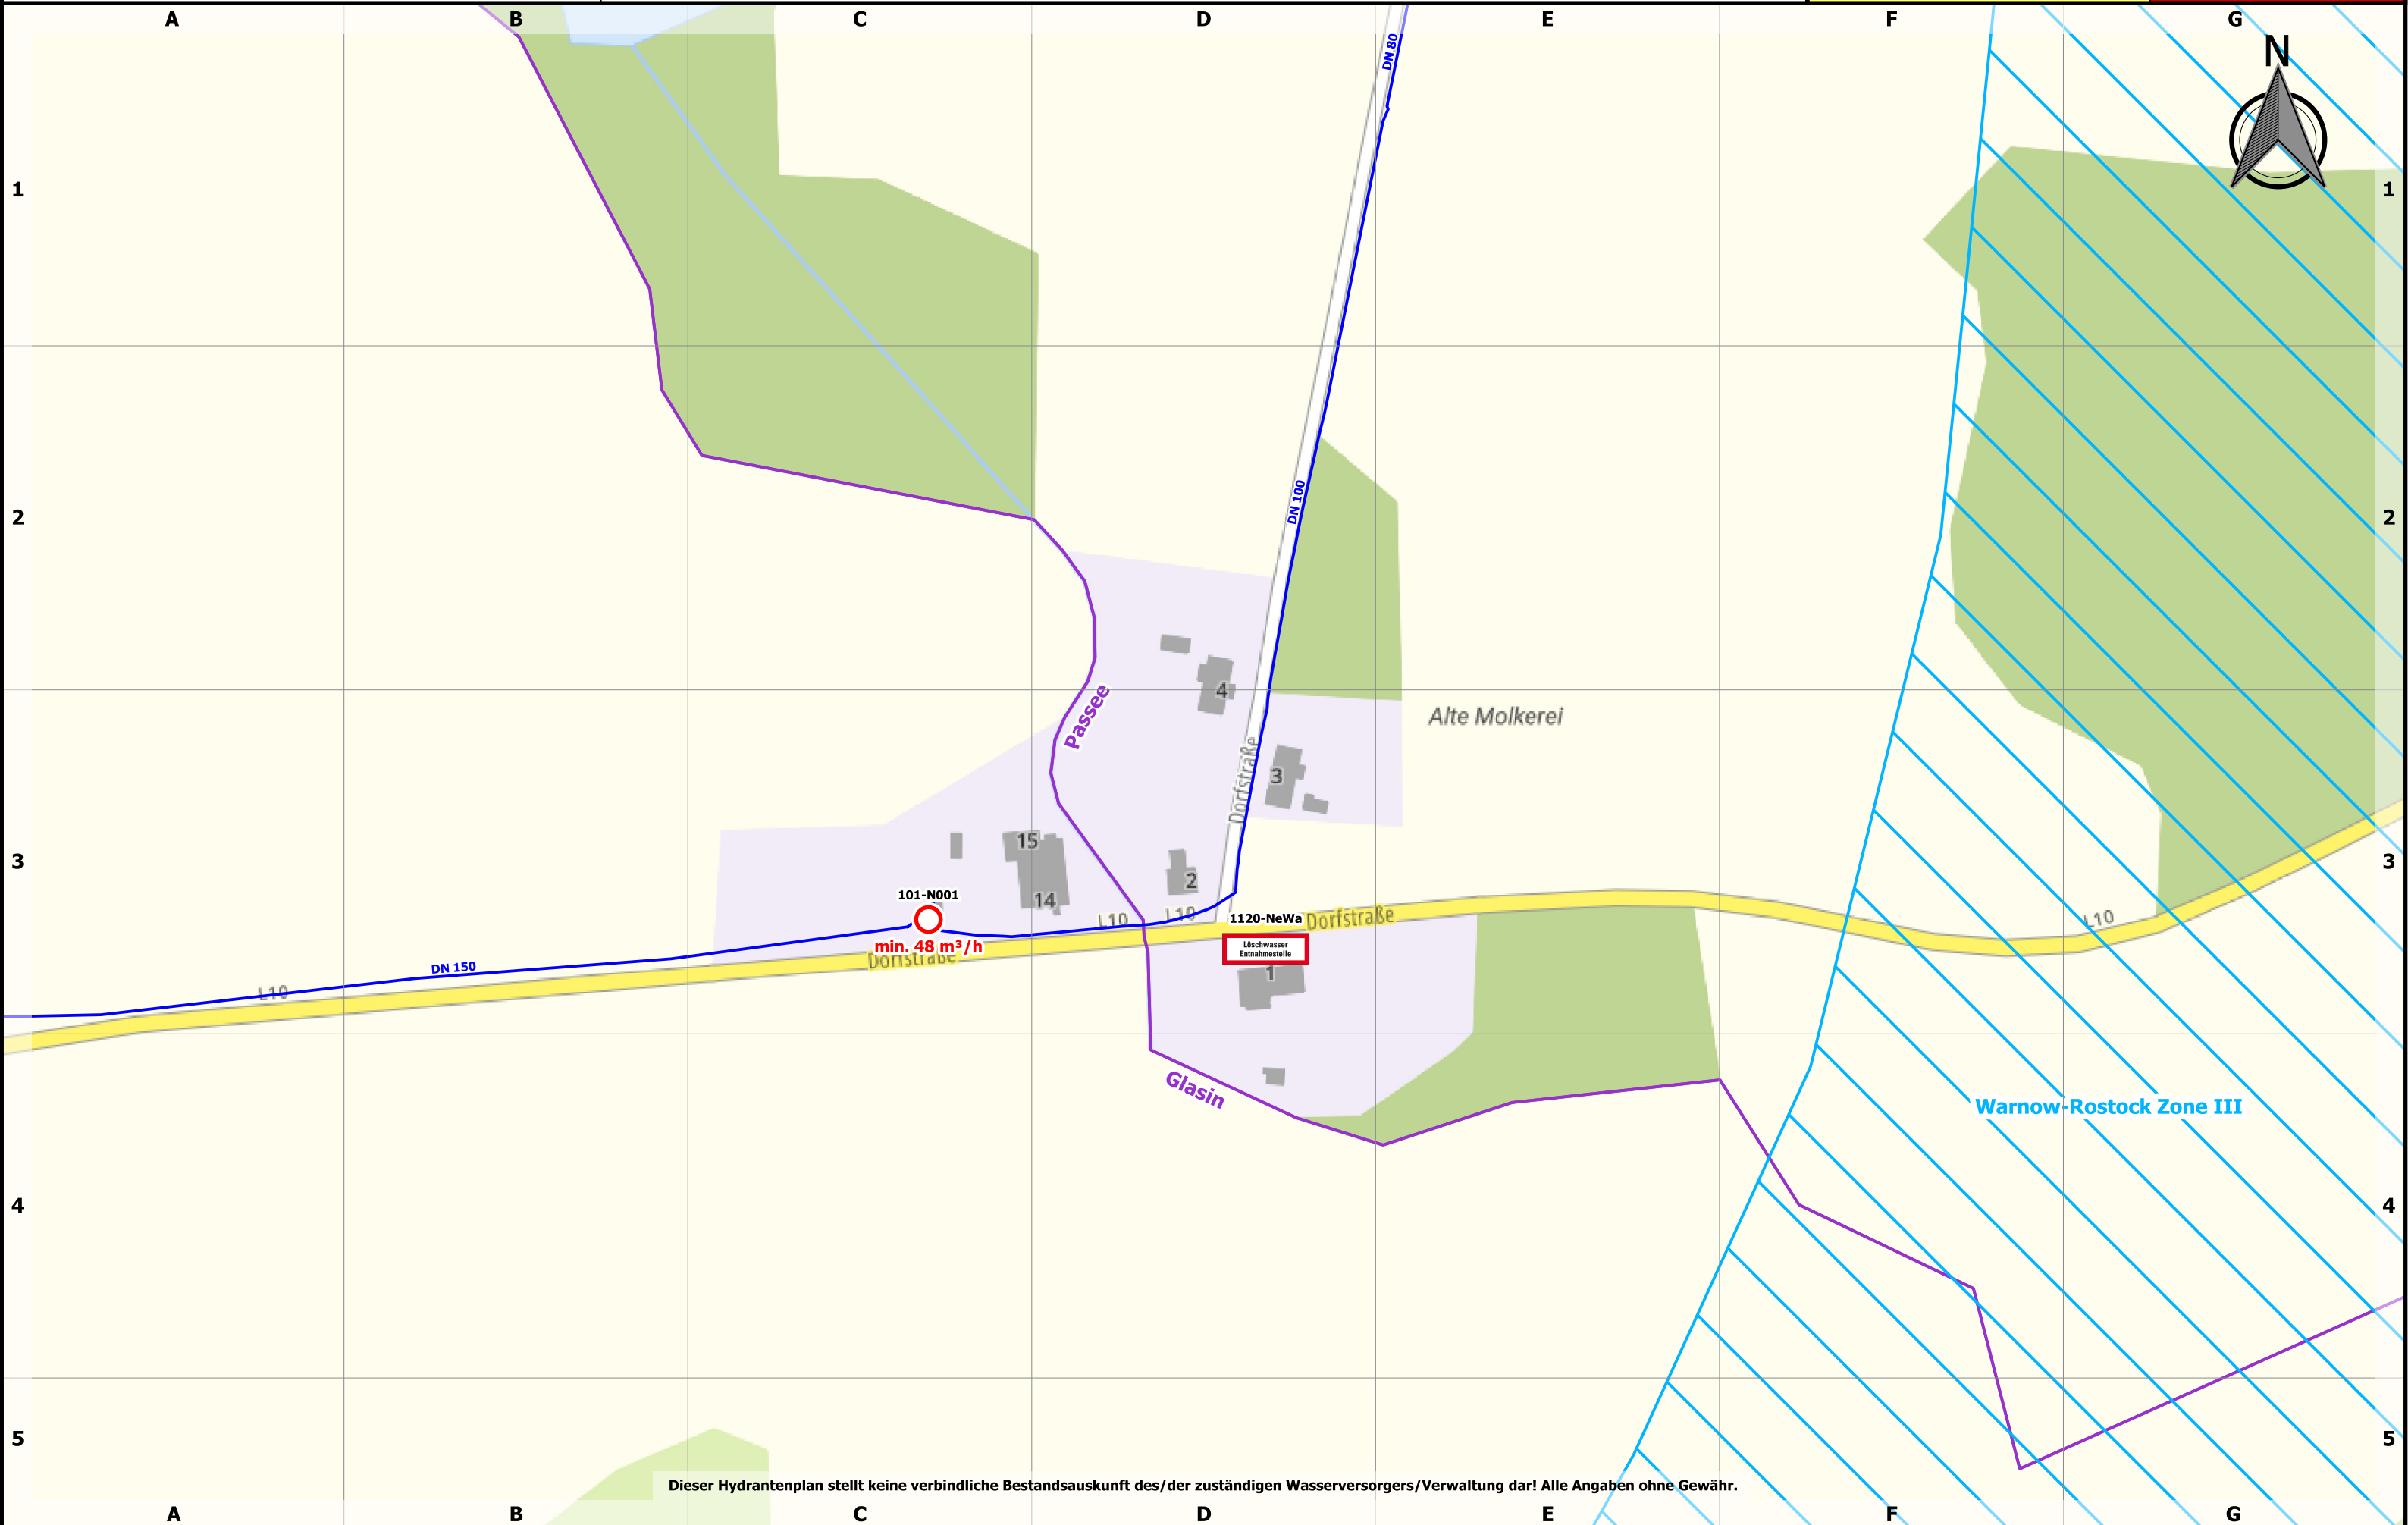 A B C D E F G
N
DN 80
1 1
DN 100
2 2
4
Passee
Alte Molkerei
Dorfstraße
3
15
3 3
2
101-N001
14
L10
L10
1120-NeWa
Dorfstraße
L10
min. 48 m³/h
Löschwasser
Entnahmestelle
Dorfstraße
DN 150
1
L10
Glasin
Warnow-Rostock Zone III
4 4
5 5
Dieser Hydrantenplan stellt keine verbindliche Bestandsauskunft des/der zuständigen Wasserversorgers/Verwaltung dar! Alle Angaben ohne Gewähr.
A B C D E F G